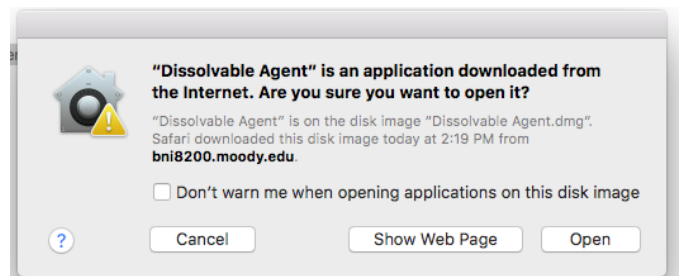 “Dissolvable Agent” is an application downloaded from
the Internet. Are you sure you want to open it?
“Dissolvable Agent” is on the disk image “Dissolvable Agent.dmg”.
Safari downloaded this disk image today at 2:19 PM from
bni8200.moody.edu.
Don’t warn me when opening applications on this disk image
?
Cancel
Show Web Page
Open